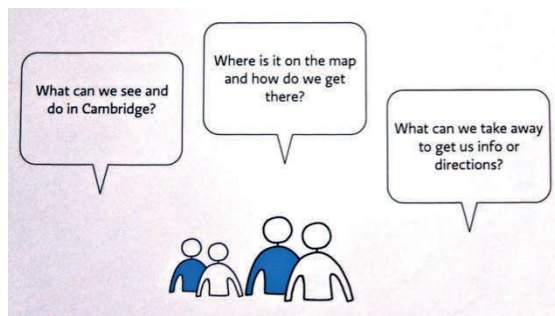 What can we see and
do in Cambridge?
Where is it on the map
and how do we get
there?
What can we take away
to get us info or
directions?